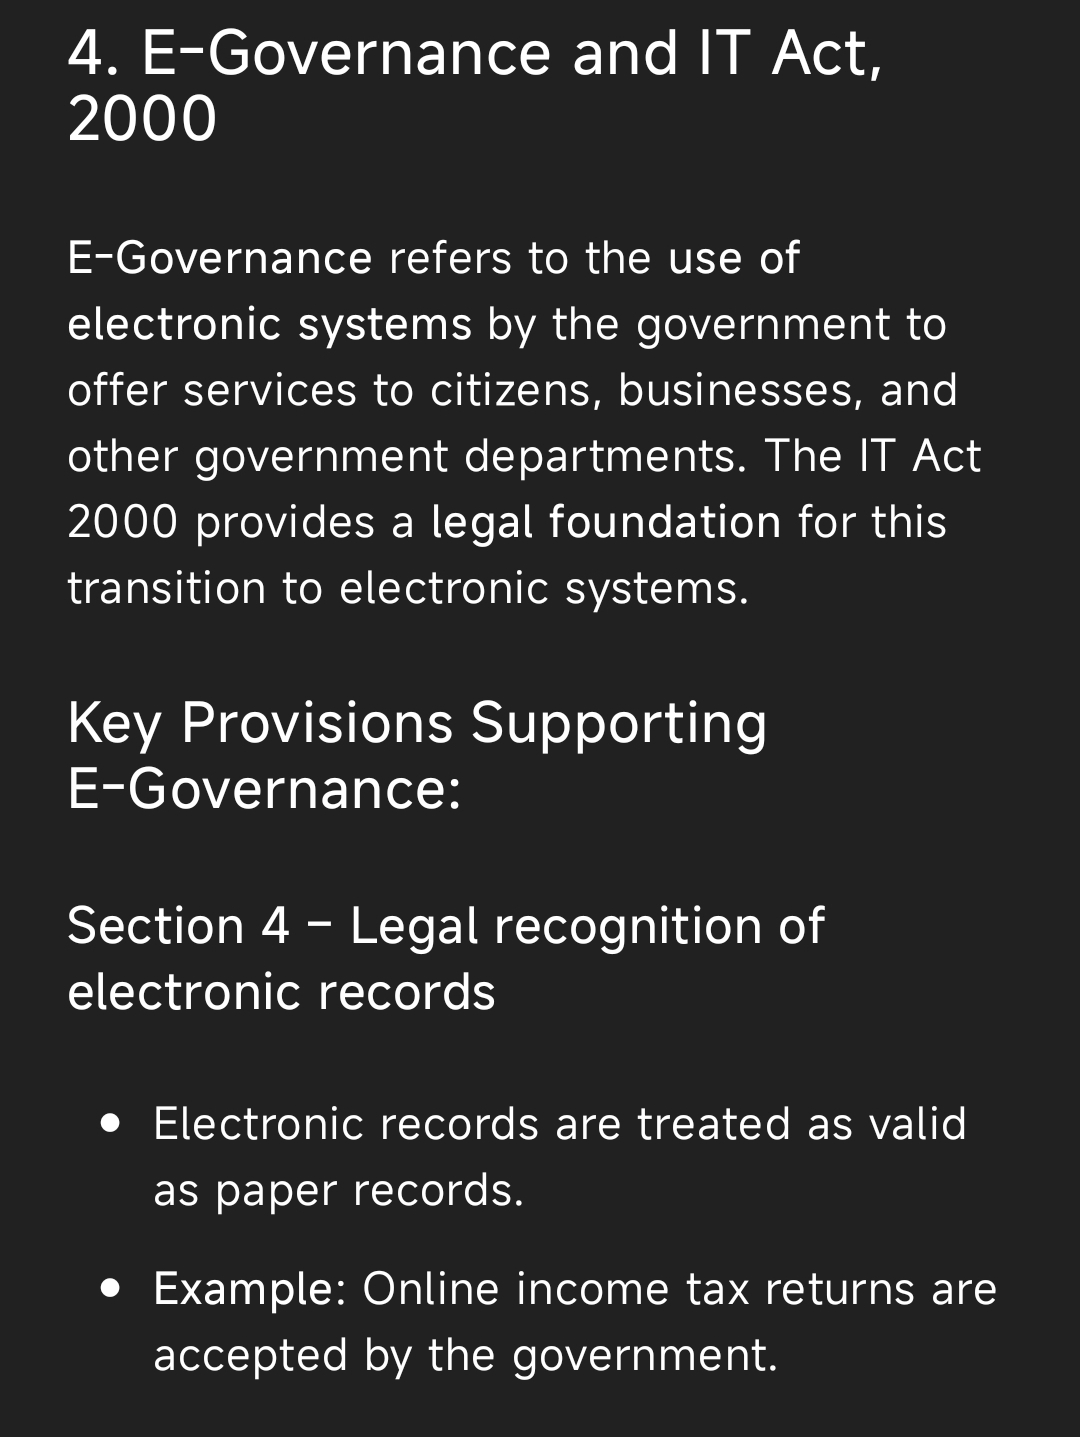 4. E-Governance and IT Act,
2000
E-Governance refers to the use of
electronic systems by the government to
offer services to citizens, businesses, and
other government departments. The IT Act
2000 provides a legal foundation for this
transition to electronic systems.
Key Provisions Supporting
E-Governance:
Section 4 – Legal recognition of
electronic records
• Electronic records are treated as valid
as paper records.
• Example: Online income tax returns are
accepted by the government.